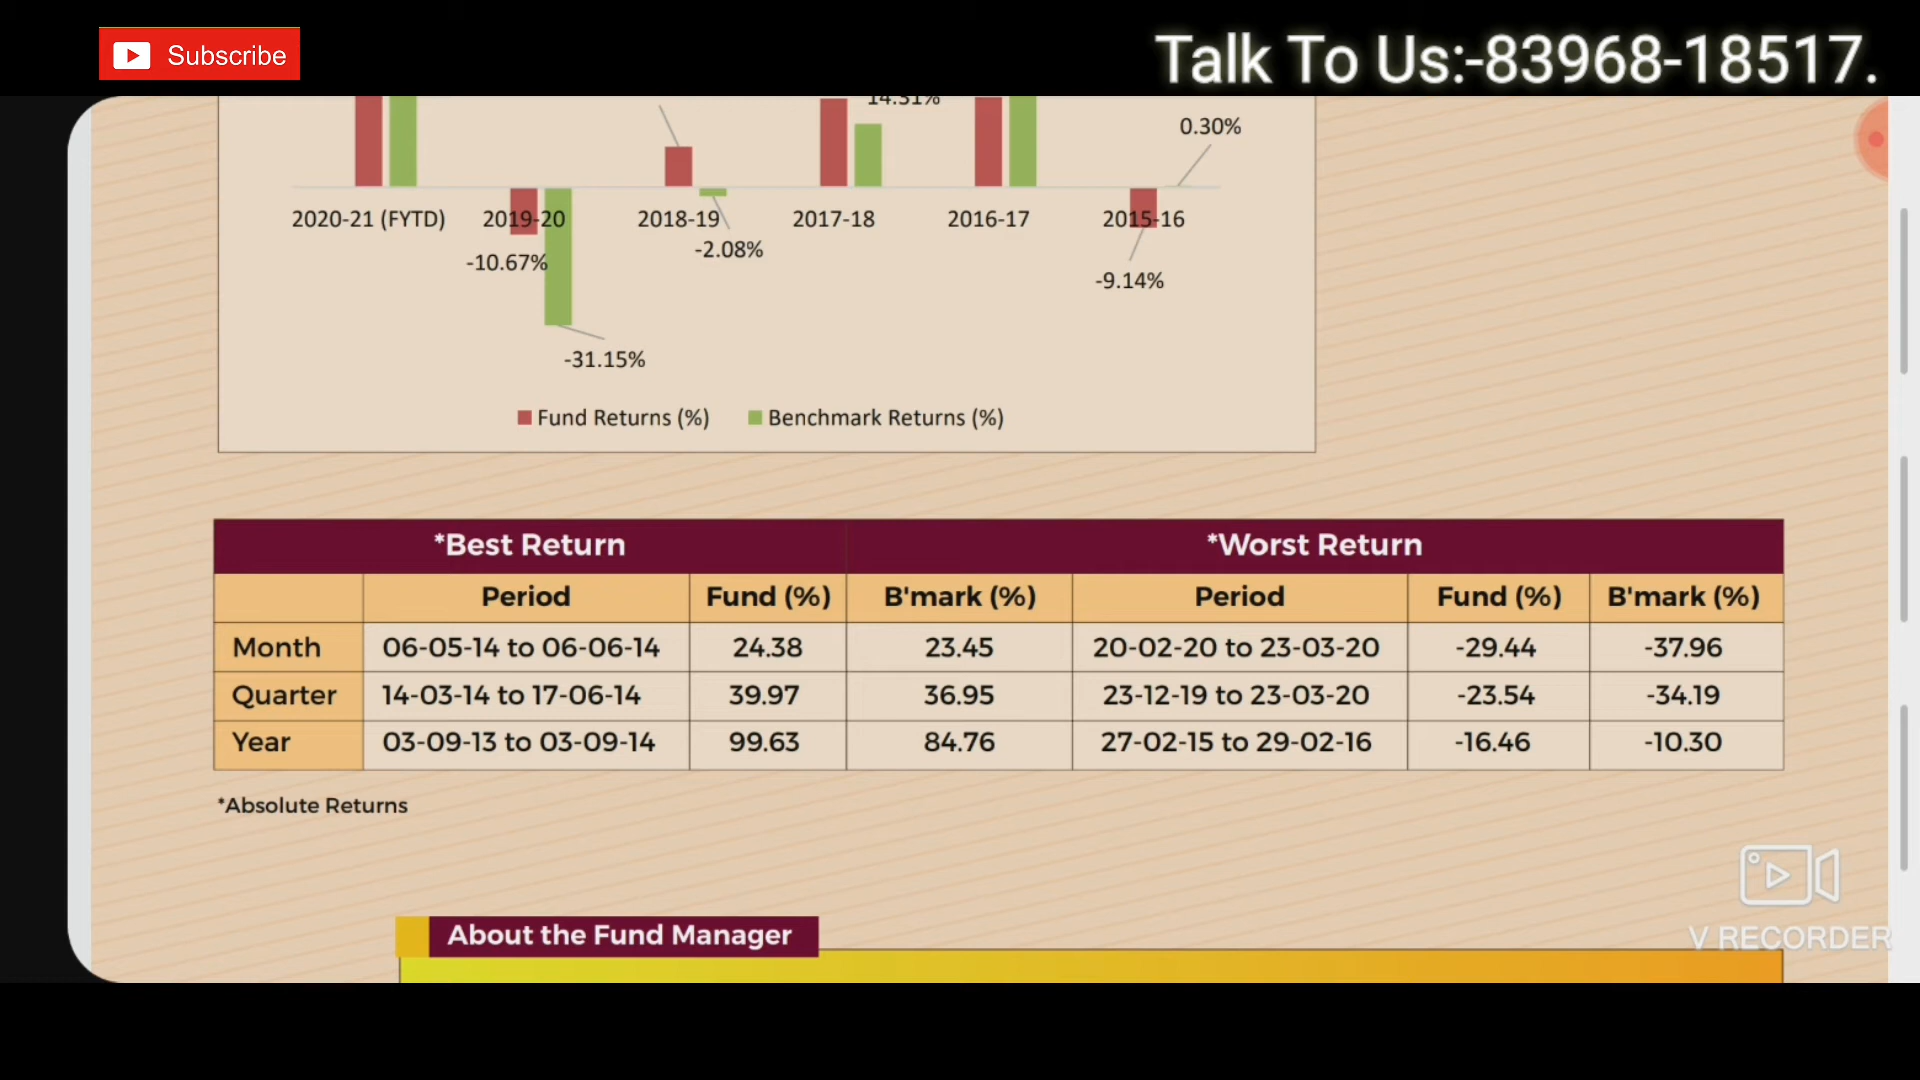 Subscribe
Talk To Us:-83968-18517.
14.31%
0.30%
2020-21 (FYTD) 2019-20 2018-19 2017-18 2016-17 2015-16
-2.08%
-10.67%
-9.14%
-31.15%
Fund Returns (%) Benchmark Returns (%)
*Best Return *Worst Return
Period Fund (%) B'mark (%) Period Fund (%) B'mark (%)
Month 06-05-14 to 06-06-14 24.38 23.45 20-02-20 to 23-03-20 -29.44 -37.96
Quarter 14-03-14 to 17-06-14 39.97 36.95 23-12-19 to 23-03-20 -23.54 -34.19
Year 03-09-13 to 03-09-14 99.63 84.76 27-02-15 to 29-02-16 -16.46 -10.30
*Absolute Returns
About the Fund Manager
V RECORDER